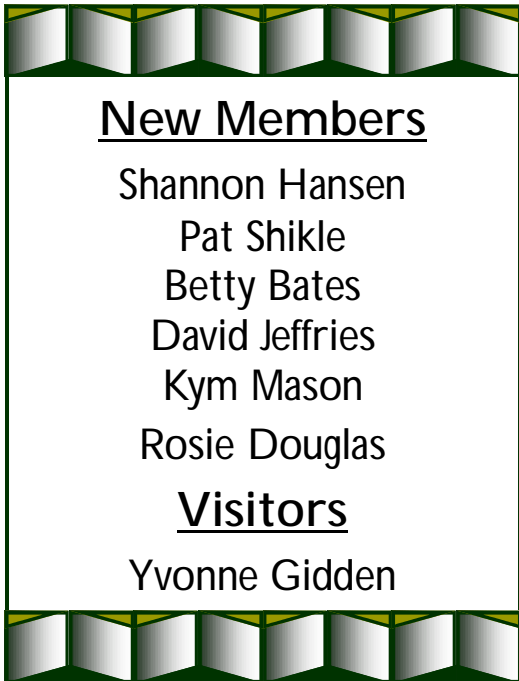 New Members
Shannon Hansen
Pat Shikle
Betty Bates
David Jeffries
Kym Mason
Rosie Douglas
Visitors
Yvonne Gidden